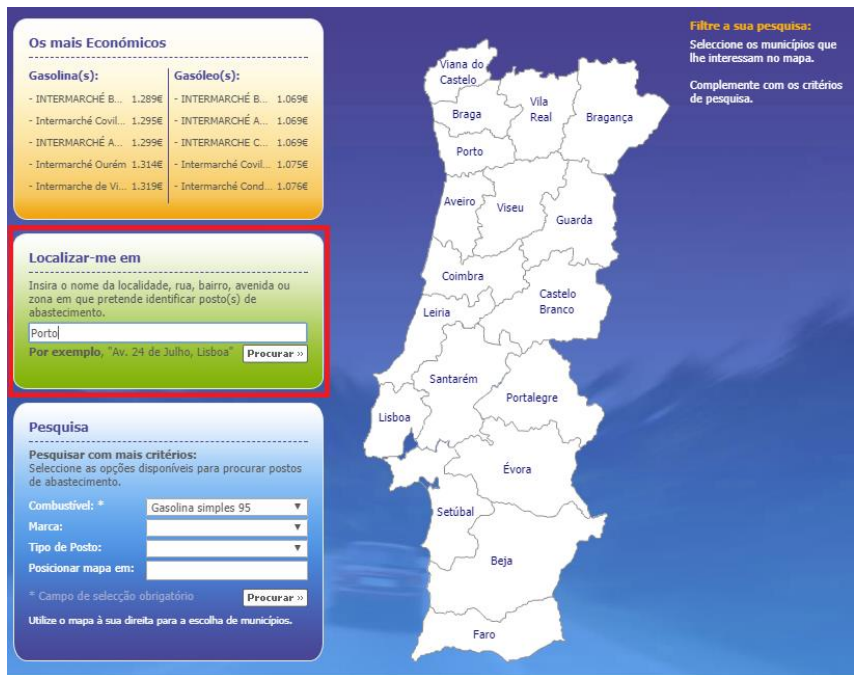 Os mais Económicos
Gasolina(s):
- INTERMARCHÉ B... 1.289€
- Intermarché Covil... 1.295€
- INTERMARCHÉ A... 1.299€
- Intermarché Ourém 1.314€
- Intermarche de Vi... 1.319€
Gasóleo(s):
- INTERMARCHÉ B... 1.069€
- INTERMARCHÉ A... 1.069€
- INTERMARCHE C... 1.069€
- Intermarché Covil... 1.075€
- Intermarché Cond... 1.076€
Localizar-me em
Insira o nome da localidade, rua, bairro, avenida ou
zona em que pretende identificar posto(s) de
abastecimento.
Porto
Por exemplo, "Av. 24 de Julho, Lisboa" Procurar »
Pesquisa
Pesquisar com mais critérios:
Seleccione as opções disponíveis para procurar postos
de abastecimento.
Combustível: * Gasolina simples 95
Marca:
Tipo de Posto:
Posicionar mapa em:
* Campo de selecção obrigatório Procurar »
Utilize o mapa à sua direita para a escolha de municípios.
Viana do
Castelo
Braga
Vila
Real
Bragança
Porto
Aveiro
Viseu
Guarda
Coimbra
Castelo
Branco
Leiria
Santarém
Portalegre
Lisboa
Évora
Setúbal
Beja
Faro
Filtre a sua pesquisa:
Seleccione os municípios que
lhe interessam no mapa.
Complemente com os critérios
de pesquisa.